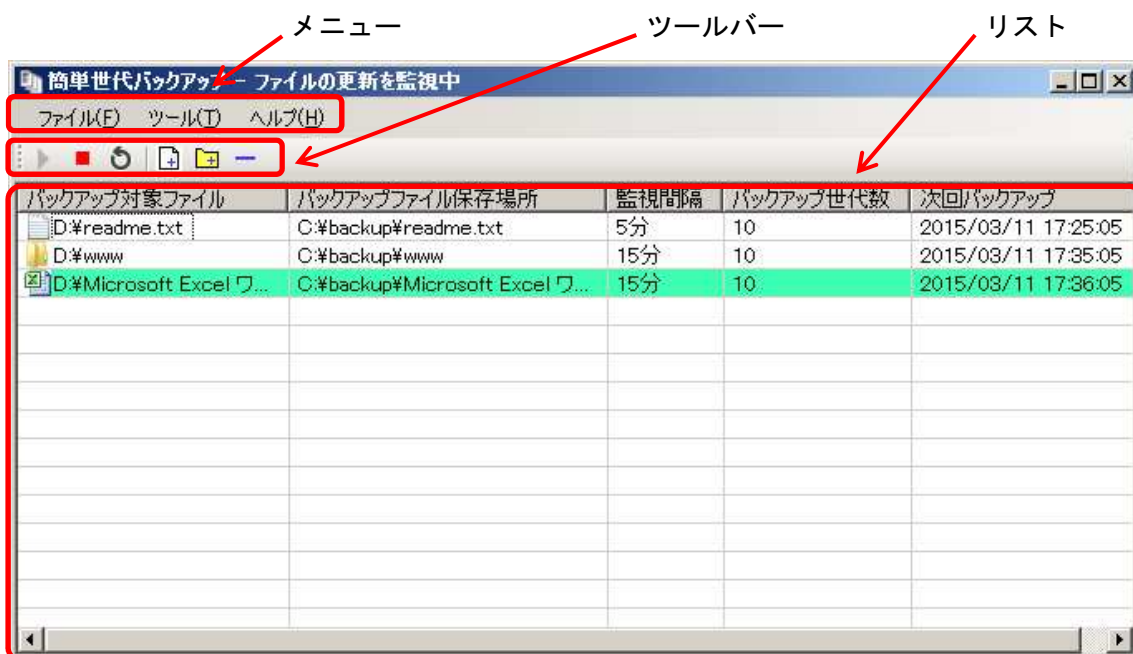 メニュー ツールバー リスト
簡単世代バックアップ - ファイルの更新を監視中
ファイル(F) ツール(T) ヘルプ(H)
バックアップ対象ファイル バックアップファイル保存場所 監視間隔 バックアップ世代数 次回バックアップ
D:¥readme.txt C:¥backup¥readme.txt 5分 10 2015/03/11 17:25:05
D:¥www C:¥backup¥www 15分 10 2015/03/11 17:35:05
D:¥Microsoft Excel ワ... C:¥backup¥Microsoft Excel ワ... 15分 10 2015/03/11 17:36:05